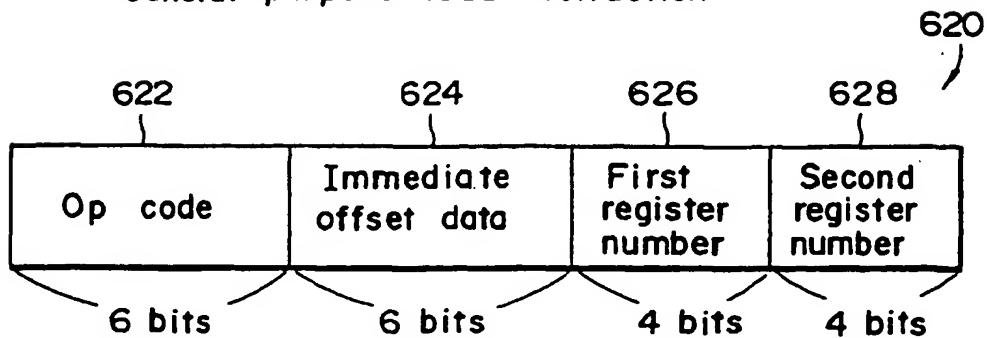 620
622
624
626
628
Op code
Immediate
offset data
First
register
number
Second
register
number
6 bits
6 bits
4 bits
4 bits